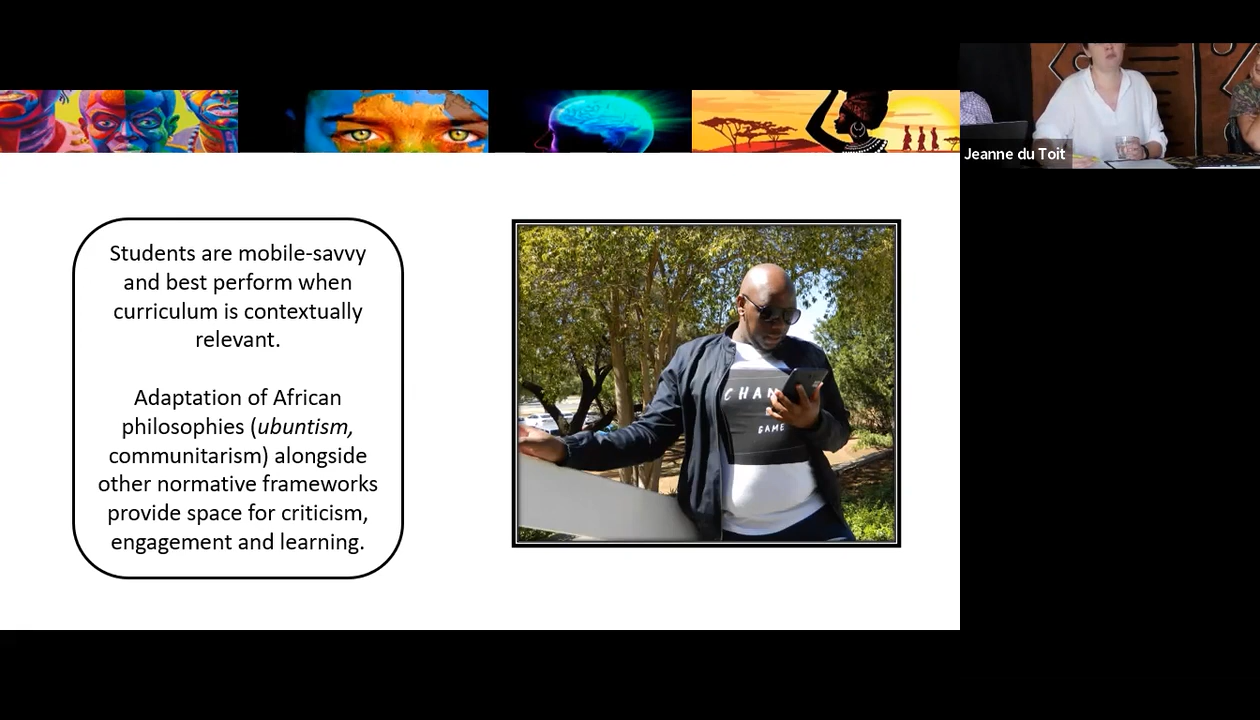 Jeanne du Toit
Students are mobile-savvy
and best perform when
curriculum is contextually
relevant.
Adaptation of African
philosophies (ubuntism,
communitarism) alongside
other normative frameworks
provide space for criticism,
engagement and learning.
GAME